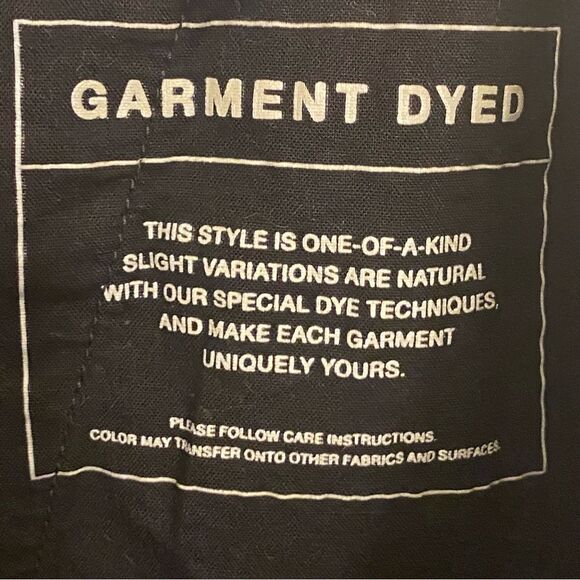 GARMENT DYED
THIS STYLE IS ONE-OF-A-KIND
SLIGHT VARIATIONS ARE NATURAL
WITH OUR SPECIAL DYE TECHNIQUES,
AND MAKE EACH GARMENT
UNIQUELY YOURS.
PLEASE FOLLOW CARE INSTRUCTIONS.
COLOR MAY TRANSFER ONTO OTHER FABRICS AND SURFACES.